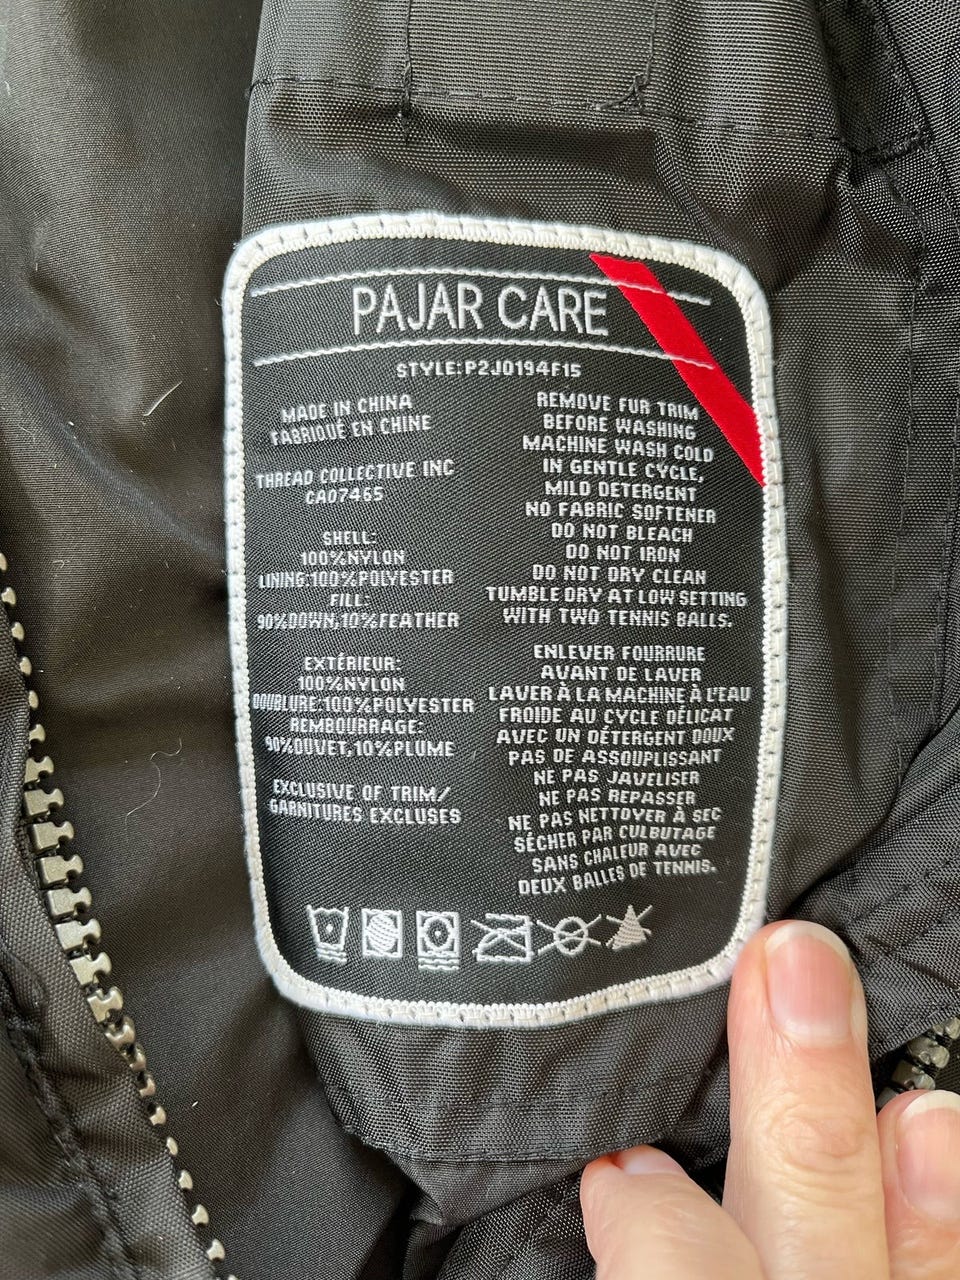 PAJAR CARE
STYLE:P2J0194F15
MADE IN CHINA
FABRIQUÉ EN CHINE
THREAD COLLECTIVE INC
CA07465
SHELL:
100%NYLON
LINING:100%POLYESTER
FILL:
90%DOWN,10%FEATHER
EXTÉRIEUR:
100%NYLON
DOUBLURE:100%POLYESTER
REMBOURRAGE:
90%DUVET,10%PLUME
EXCLUSIVE OF TRIM/
GARNITURES EXCLUSES
REMOVE FUR TRIM
BEFORE WASHING
MACHINE WASH COLD
IN GENTLE CYCLE,
MILD DETERGENT
NO FABRIC SOFTENER
DO NOT BLEACH
DO NOT IRON
DO NOT DRY CLEAN
TUMBLE DRY AT LOW SETTING
WITH TWO TENNIS BALLS.
ENLEVER FOURRURE
AVANT DE LAVER
LAVER À LA MACHINE À L'EAU
FROIDE AU CYCLE DÉLICAT
AVEC UN DÉTERGENT DOUX
PAS DE ASSOUPLISSANT
NE PAS JAVELISER
NE PAS REPASSER
NE PAS NETTOYER À SEC
SÉCHER PAR CULBUTAGE
SANS CHALEUR AVEC
DEUX BALLES DE TENNIS.